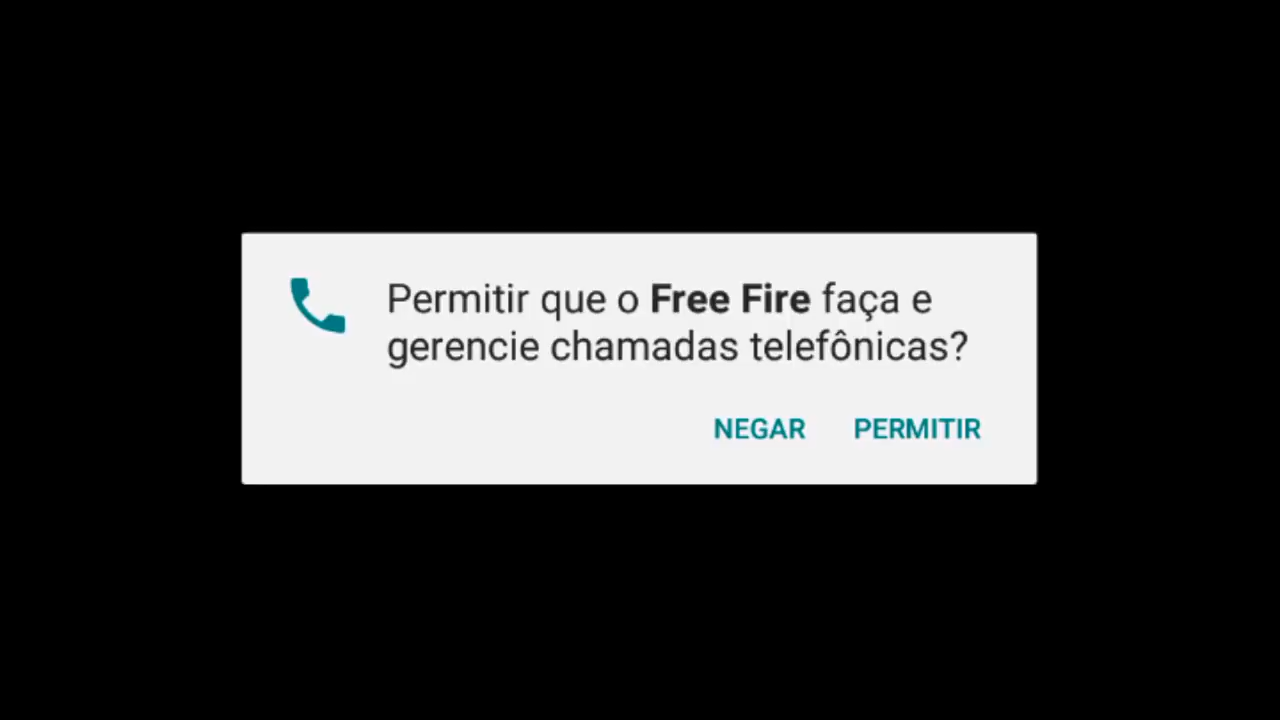 Permitir que o Free Fire faça e
gerencie chamadas telefônicas?
NEGAR PERMITIR